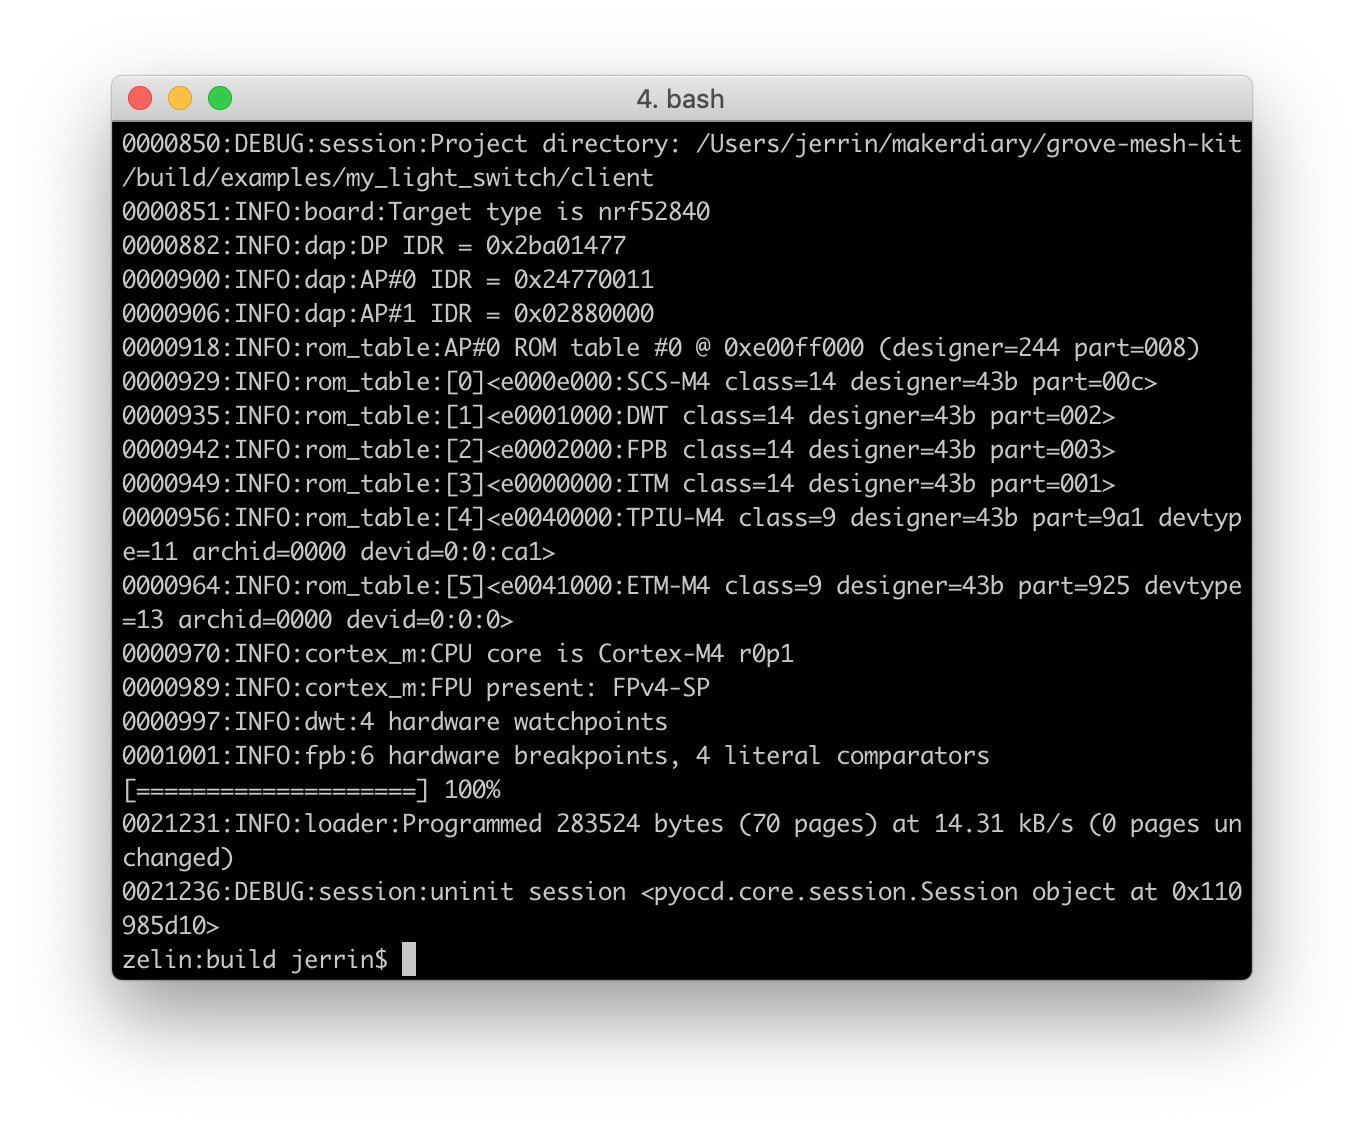 4. bash
0000850:DEBUG:session:Project directory: /Users/jerrin/makerdiary/grove-mesh-kit
/build/examples/my_light_switch/client
0000851:INFO:board:Target type is nrf52840
0000882:INFO:dap:DP IDR = 0x2ba01477
0000900:INFO:dap:AP#0 IDR = 0x24770011
0000906:INFO:dap:AP#1 IDR = 0x02880000
0000918:INFO:rom_table:AP#0 ROM table #0 @ 0xe00ff000 (designer=244 part=008)
0000929:INFO:rom_table:[0]<e000e000:SCS-M4 class=14 designer=43b part=00c>
0000935:INFO:rom_table:[1]<e0001000:DWT class=14 designer=43b part=002>
0000942:INFO:rom_table:[2]<e0002000:FPB class=14 designer=43b part=003>
0000949:INFO:rom_table:[3]<e0000000:ITM class=14 designer=43b part=001>
0000956:INFO:rom_table:[4]<e0040000:TPIU-M4 class=9 designer=43b part=9a1 devtyp
e=11 archid=0000 devid=0:0:ca1>
0000964:INFO:rom_table:[5]<e0041000:ETM-M4 class=9 designer=43b part=925 devtype
=13 archid=0000 devid=0:0:0>
0000970:INFO:cortex_m:CPU core is Cortex-M4 r0p1
0000989:INFO:cortex_m:FPU present: FPv4-SP
0000997:INFO:dwt:4 hardware watchpoints
0001001:INFO:fpb:6 hardware breakpoints, 4 literal comparators
[====================] 100%
0021231:INFO:loader:Programmed 283524 bytes (70 pages) at 14.31 kB/s (0 pages un
changed)
0021236:DEBUG:session:uninit session <pyocd.core.session.Session object at 0x110
985d10>
zelin:build jerrin$